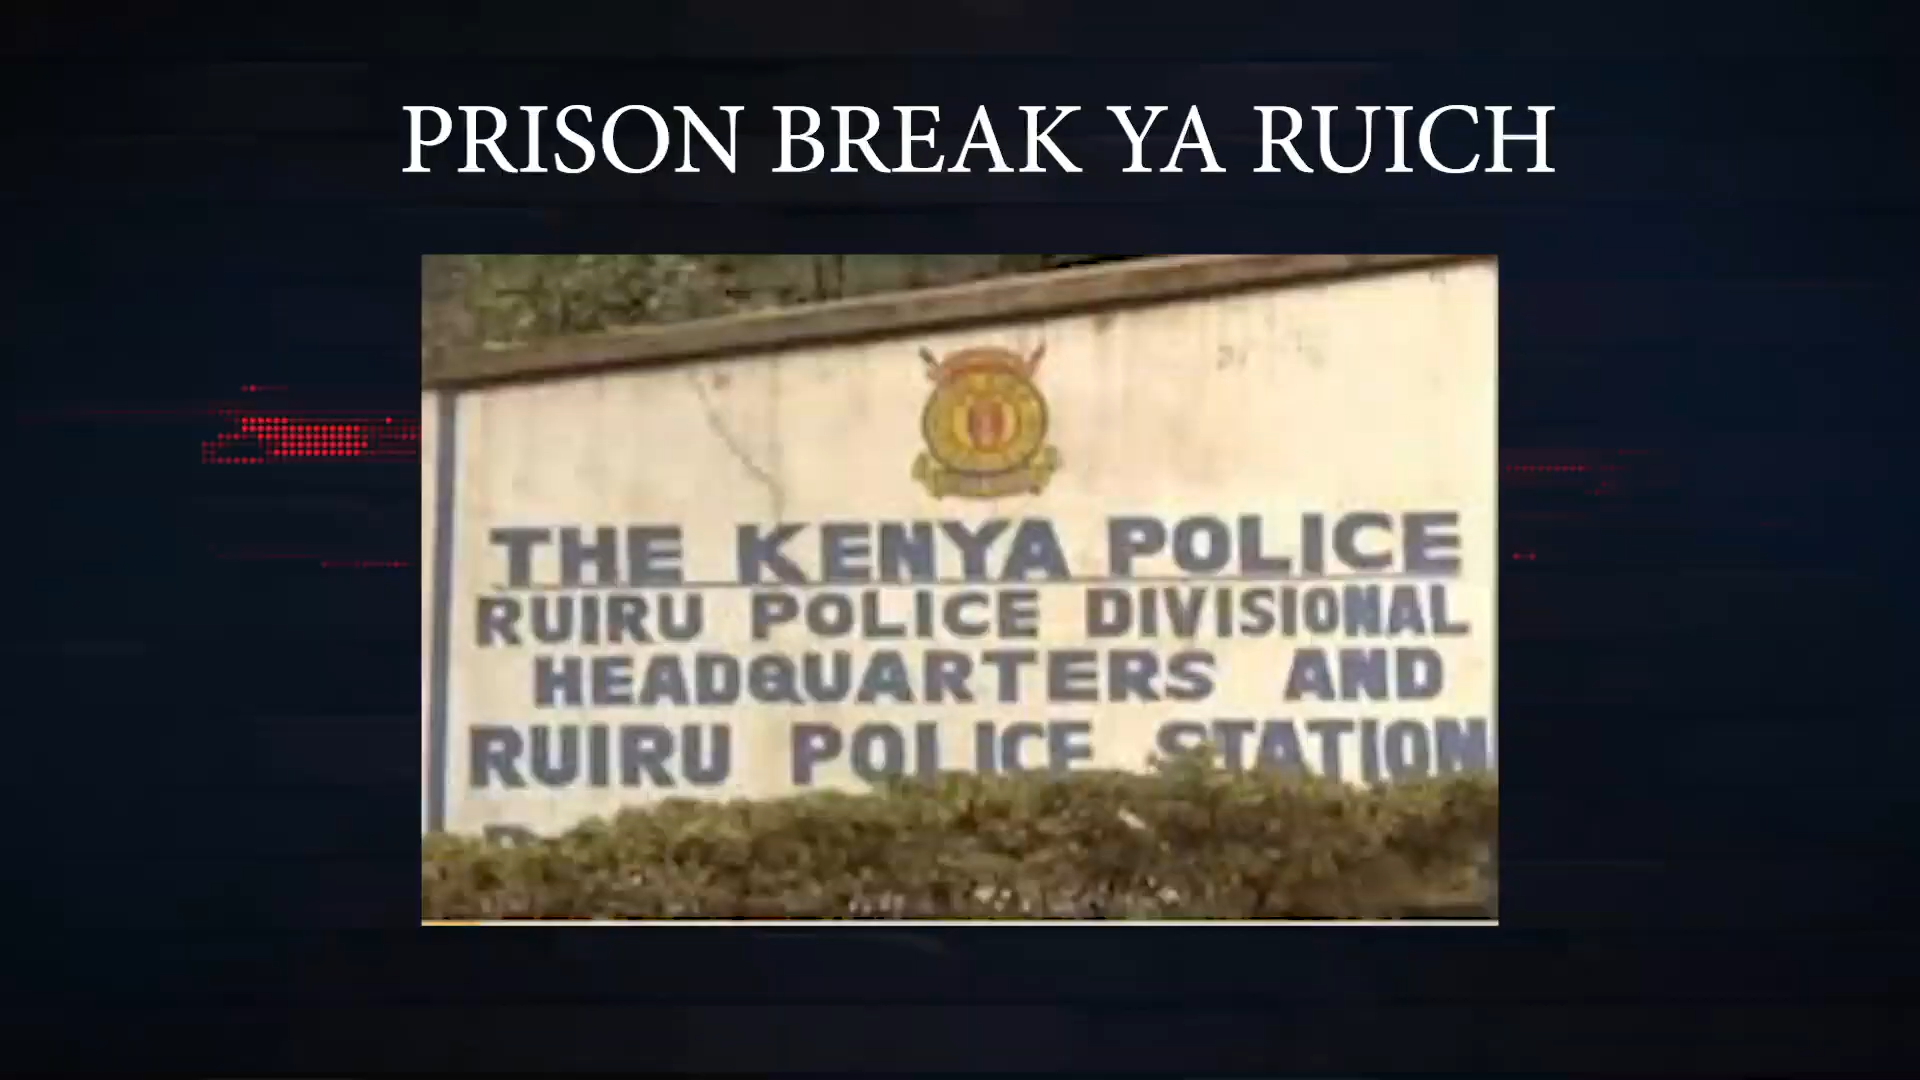 PRISON BREAK YA RUICH
THE KENYA POLICE
RUIRU POLICE DIVISIONAL
HEADQUARTERS AND
RUIRU POLICE STATION